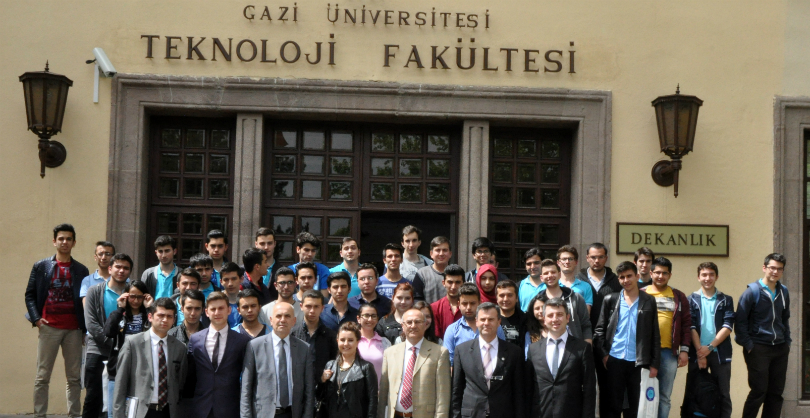 GAZİ ÜNİVERSİTESİ
TEKNOLOJİ FAKÜLTESİ
DEKANLIK